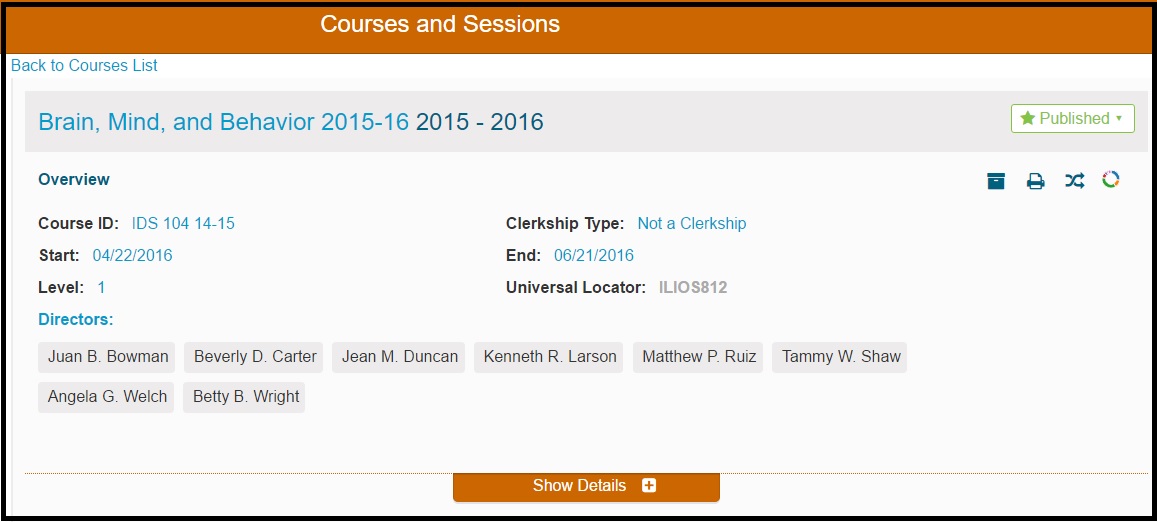 Courses and Sessions
Back to Courses List
Brain, Mind, and Behavior 2015-16 2015 - 2016
Published
Overview
Course ID: IDS 104 14-15 Clerkship Type: Not a Clerkship
Start: 04/22/2016 End: 06/21/2016
Level: 1 Universal Locator: ILIOS812
Directors:
Juan B. Bowman Beverly D. Carter Jean M. Duncan Kenneth R. Larson Matthew P. Ruiz Tammy W. Shaw
Angela G. Welch Betty B. Wright
Show Details